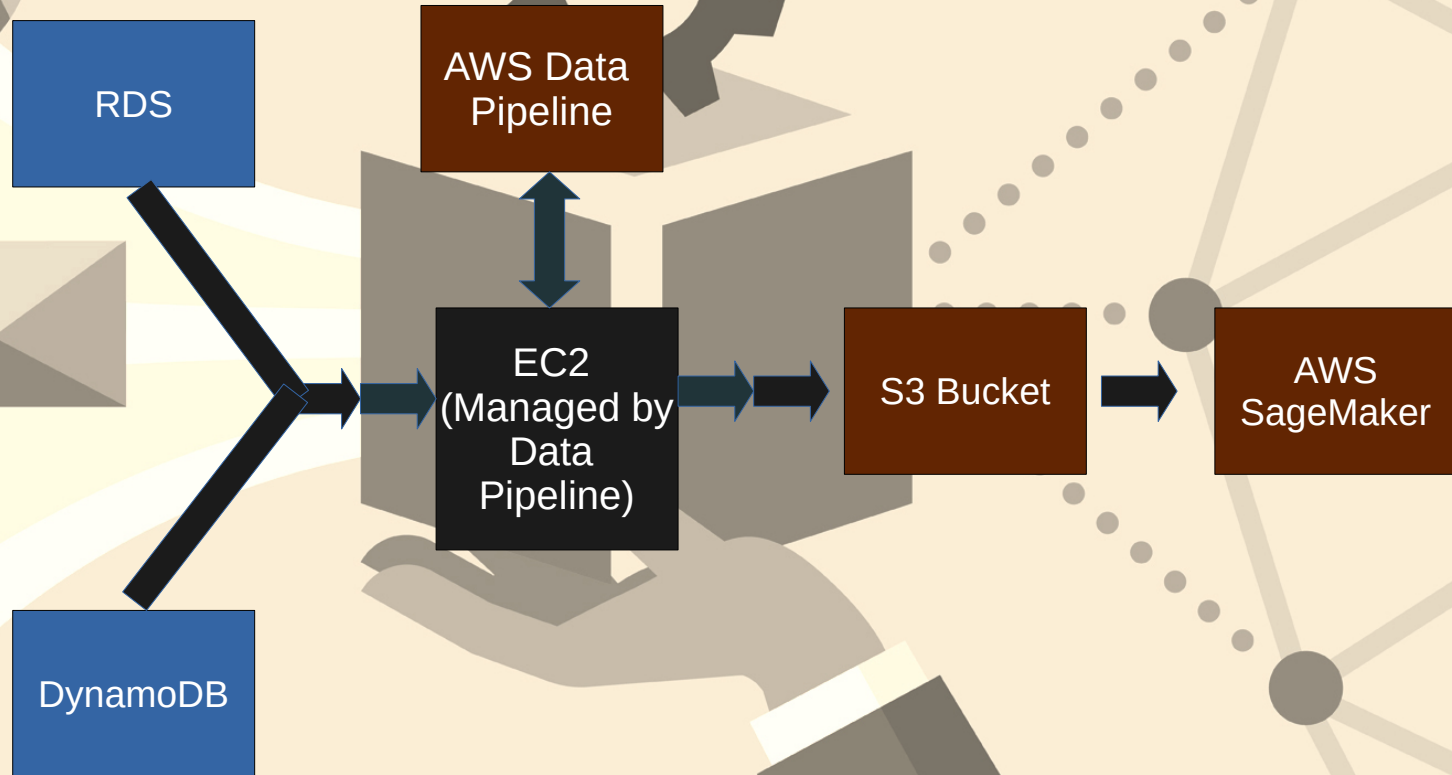 RDS
AWS Data
Pipeline
EC2
(Managed by
Data
Pipeline)
S3 Bucket
AWS
SageMaker
DynamoDB